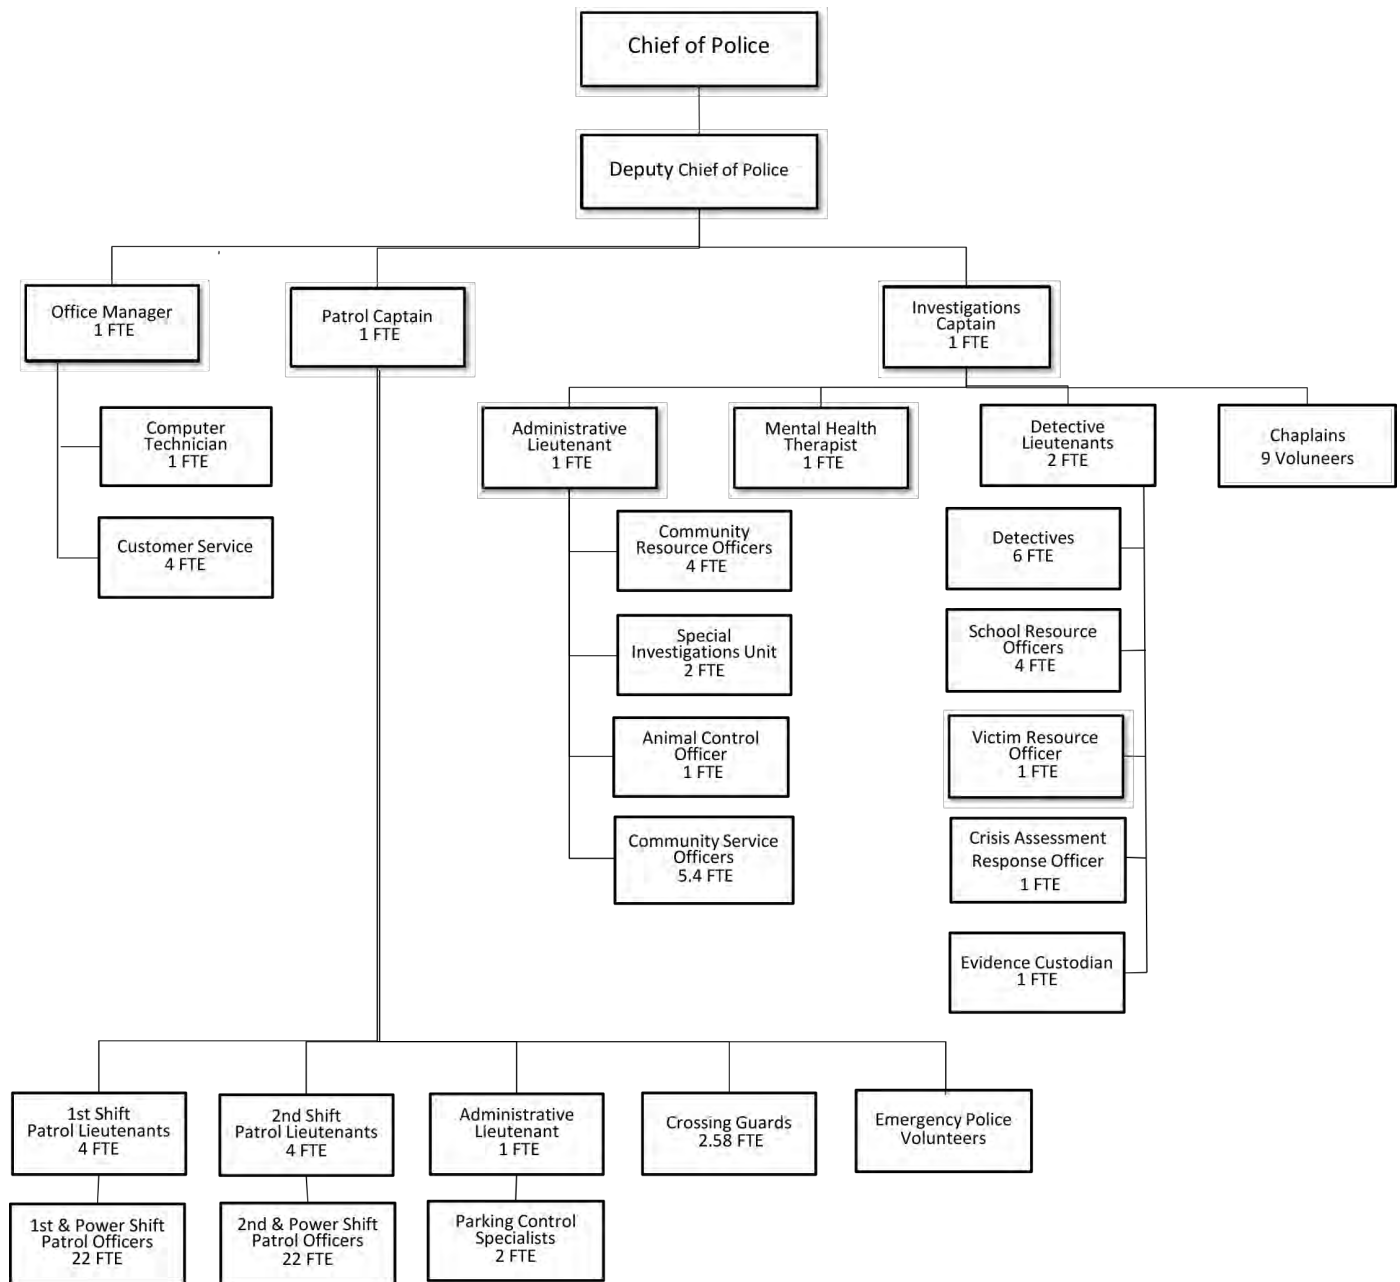 Chief of Police
Deputy Chief of Police
Office Manager
1 FTE
Patrol Captain
1 FTE
Investigations
Captain
1 FTE
Computer
Technician
1 FTE
Customer Service
4 FTE
Administrative
Lieutenant
1 FTE
Mental Health
Therapist
1 FTE
Detective
Lieutenants
2 FTE
Chaplains
9 Voluneers
Community
Resource Officers
4 FTE
Special
Investigations Unit
2 FTE
Animal Control
Officer
1 FTE
Community Service
Officers
5.4 FTE
Detectives
6 FTE
School Resource
Officers
4 FTE
Victim Resource
Officer
1 FTE
Crisis Assessment
Response Officer
1 FTE
Evidence Custodian
1 FTE
1st Shift
Patrol Lieutenants
4 FTE
2nd Shift
Patrol Lieutenants
4 FTE
Administrative
Lieutenant
1 FTE
Crossing Guards
2.58 FTE
Emergency Police
Volunteers
1st & Power Shift
Patrol Officers
22 FTE
2nd & Power Shift
Patrol Officers
22 FTE
Parking Control
Specialists
2 FTE